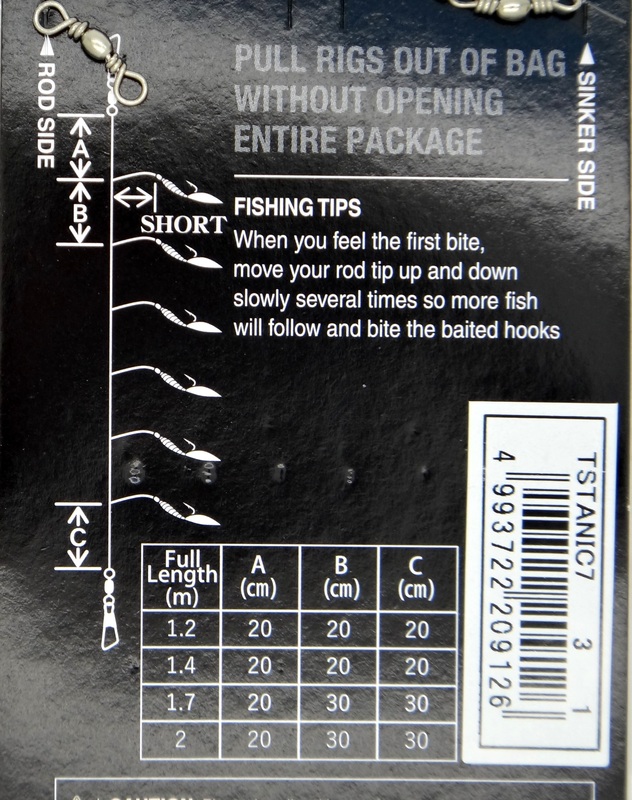 PULL RIGS OUT OF BAG
WITHOUT OPENING
ENTIRE PACKAGE
ROD SIDE
SINKER SIDE
A
B
SHORT
C
FISHING TIPS
When you feel the first bite,
move your rod tip up and down
slowly several times so more fish
will follow and bite the baited hooks
Full Length (m) A (cm) B (cm) C (cm)
1.2 20 20 20
1.4 20 20 20
1.7 20 30 30
2 20 30 30
TSTANIC7 3 1
4 993722 209126
CAUTION